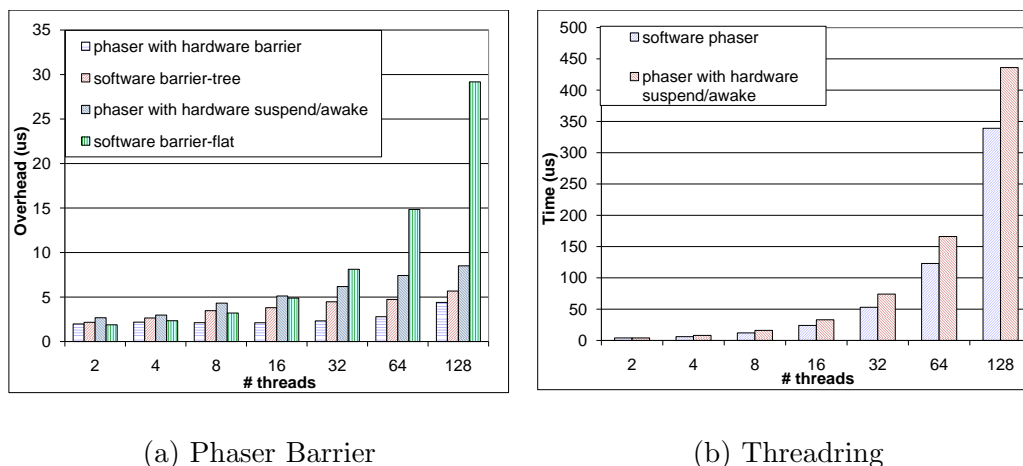 35
30
25
20
15
10
5
0
Overhead (us)
phaser with hardware barrier
software barrier-tree
phaser with hardware suspend/awake
software barrier-flat
2 4 8 16 32 64 128
# threads
(a) Phaser Barrier
500
450
400
350
300
250
200
150
100
50
0
Time (us)
software phaser
phaser with hardware
suspend/awake
2 4 8 16 32 64 128
# threads
(b) Threadring